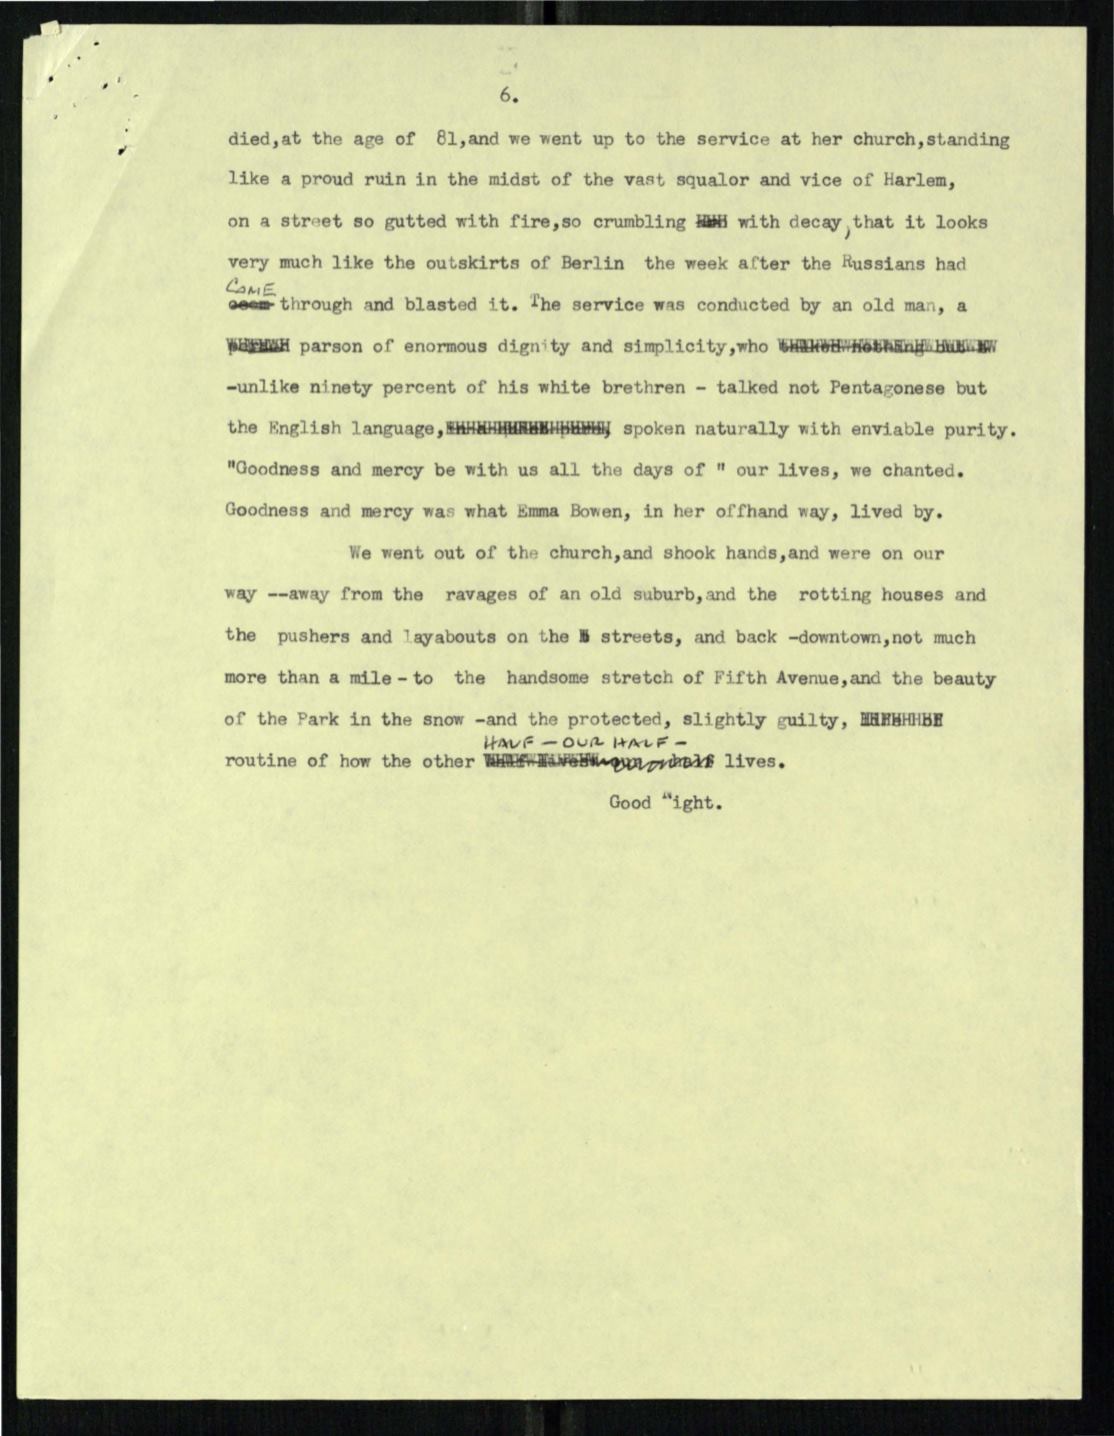 6.
died,at the age of 81,and we went up to the service at her church,standing
like a proud ruin in the midst of the vast squalor and vice of Harlem,
on a street so gutted with fire,so crumbling with decay,that it looks
very much like the outskirts of Berlin the week after the Russians had
COME
through and blasted it. The service was conducted by an old man, a
parson of enormous dignity and simplicity,who
-unlike ninety percent of his white brethren - talked not Pentagonese but
the English language, spoken naturally with enviable purity.
"Goodness and mercy be with us all the days of " our lives, we chanted.
Goodness and mercy was what Emma Bowen, in her offhand way, lived by.
We went out of the church,and shook hands,and were on our
way --away from the ravages of an old suburb,and the rotting houses and
the pushers and layabouts on the streets, and back -downtown,not much
more than a mile - to the handsome stretch of Fifth Avenue,and the beauty
of the Park in the snow -and the protected, slightly guilty,
HALF - OUR HALF -
routine of how the other lives.
Good Night.